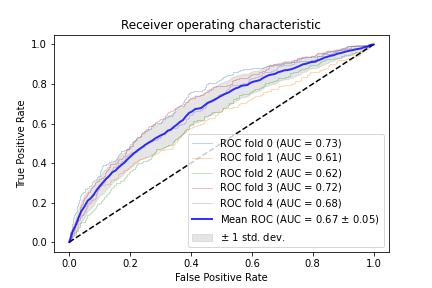 Receiver operating characteristic
True Positive Rate
1.0
0.8
0.6
0.4
0.2
0.0
ROC fold 0 (AUC = 0.73)
ROC fold 1 (AUC = 0.61)
ROC fold 2 (AUC = 0.62)
ROC fold 3 (AUC = 0.72)
ROC fold 4 (AUC = 0.68)
Mean ROC (AUC = 0.67 ± 0.05)
± 1 std. dev.
0.0 0.2 0.4 0.6 0.8 1.0
False Positive Rate